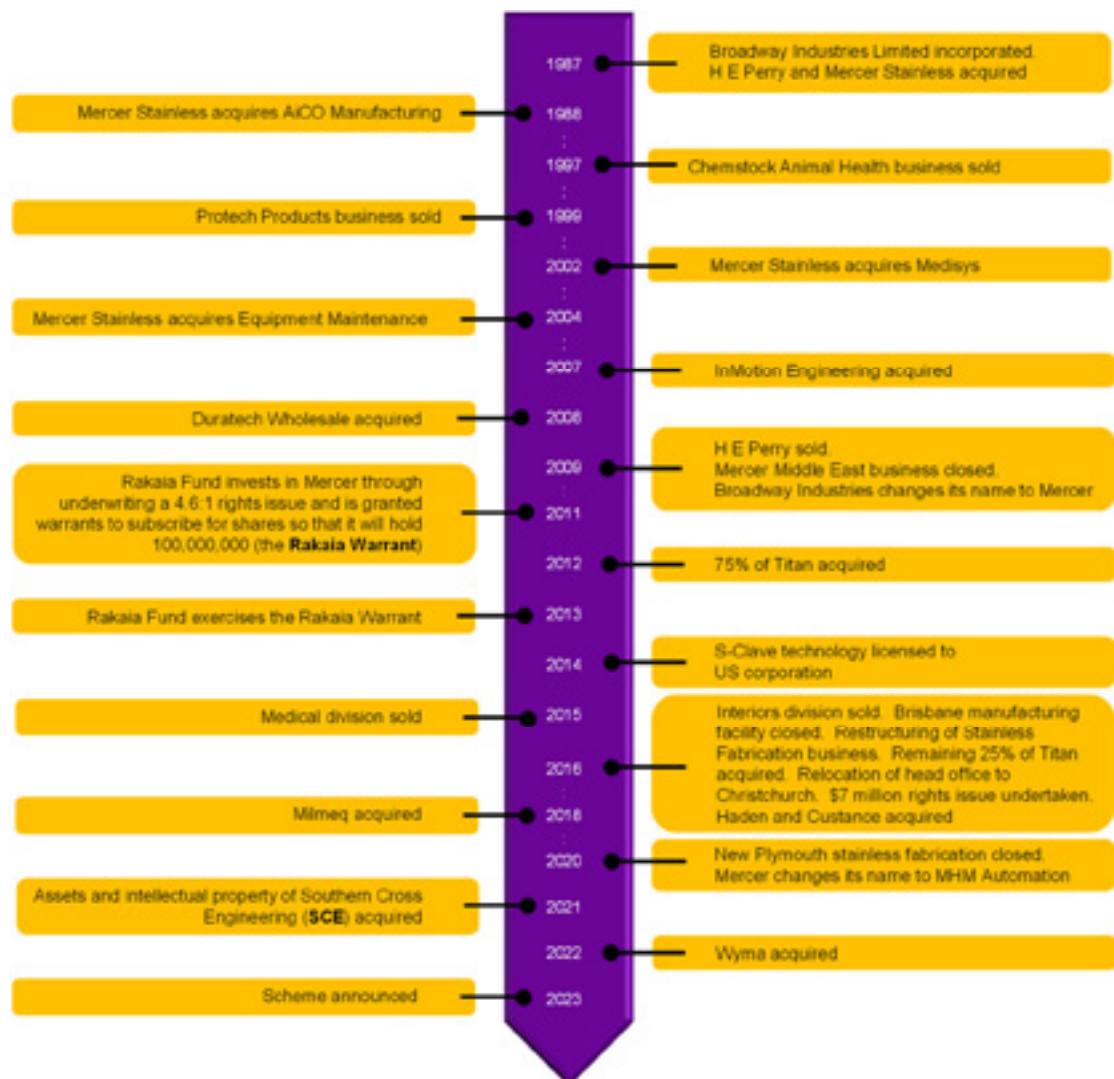 1987
Broadway Industries Limited incorporated.
H E Perry and Mercer Stainless acquired
Mercer Stainless acquires AiCO Manufacturing
1988
:
1997
Chemstock Animal Health business sold
:
Protech Products business sold
1999
:
2002
Mercer Stainless acquires Medisys
:
Mercer Stainless acquires Equipment Maintenance
2004
:
2007
InMotion Engineering acquired
Duratech Wholesale acquired
2008
2009
H E Perry sold.
Mercer Middle East business closed.
Broadway Industries changes its name to Mercer
:
Rakaia Fund invests in Mercer through
underwriting a 4.6:1 rights issue and is granted
warrants to subscribe for shares so that it will hold
100,000,000 (the Rakaia Warrant)
2011
2012
75% of Titan acquired
Rakaia Fund exercises the Rakaia Warrant
2013
2014
S-Clave technology licensed to
US corporation
Medical division sold
2015
2016
Interiors division sold. Brisbane manufacturing
facility closed. Restructuring of Stainless
Fabrication business. Remaining 25% of Titan
acquired. Relocation of head office to
Christchurch. $7 million rights issue undertaken.
Haden and Custance acquired
:
Milmeq acquired
2018
:
2020
New Plymouth stainless fabrication closed.
Mercer changes its name to MHM Automation
Assets and intellectual property of Southern Cross
Engineering (SCE) acquired
2021
2022
Wyma acquired
Scheme announced
2023